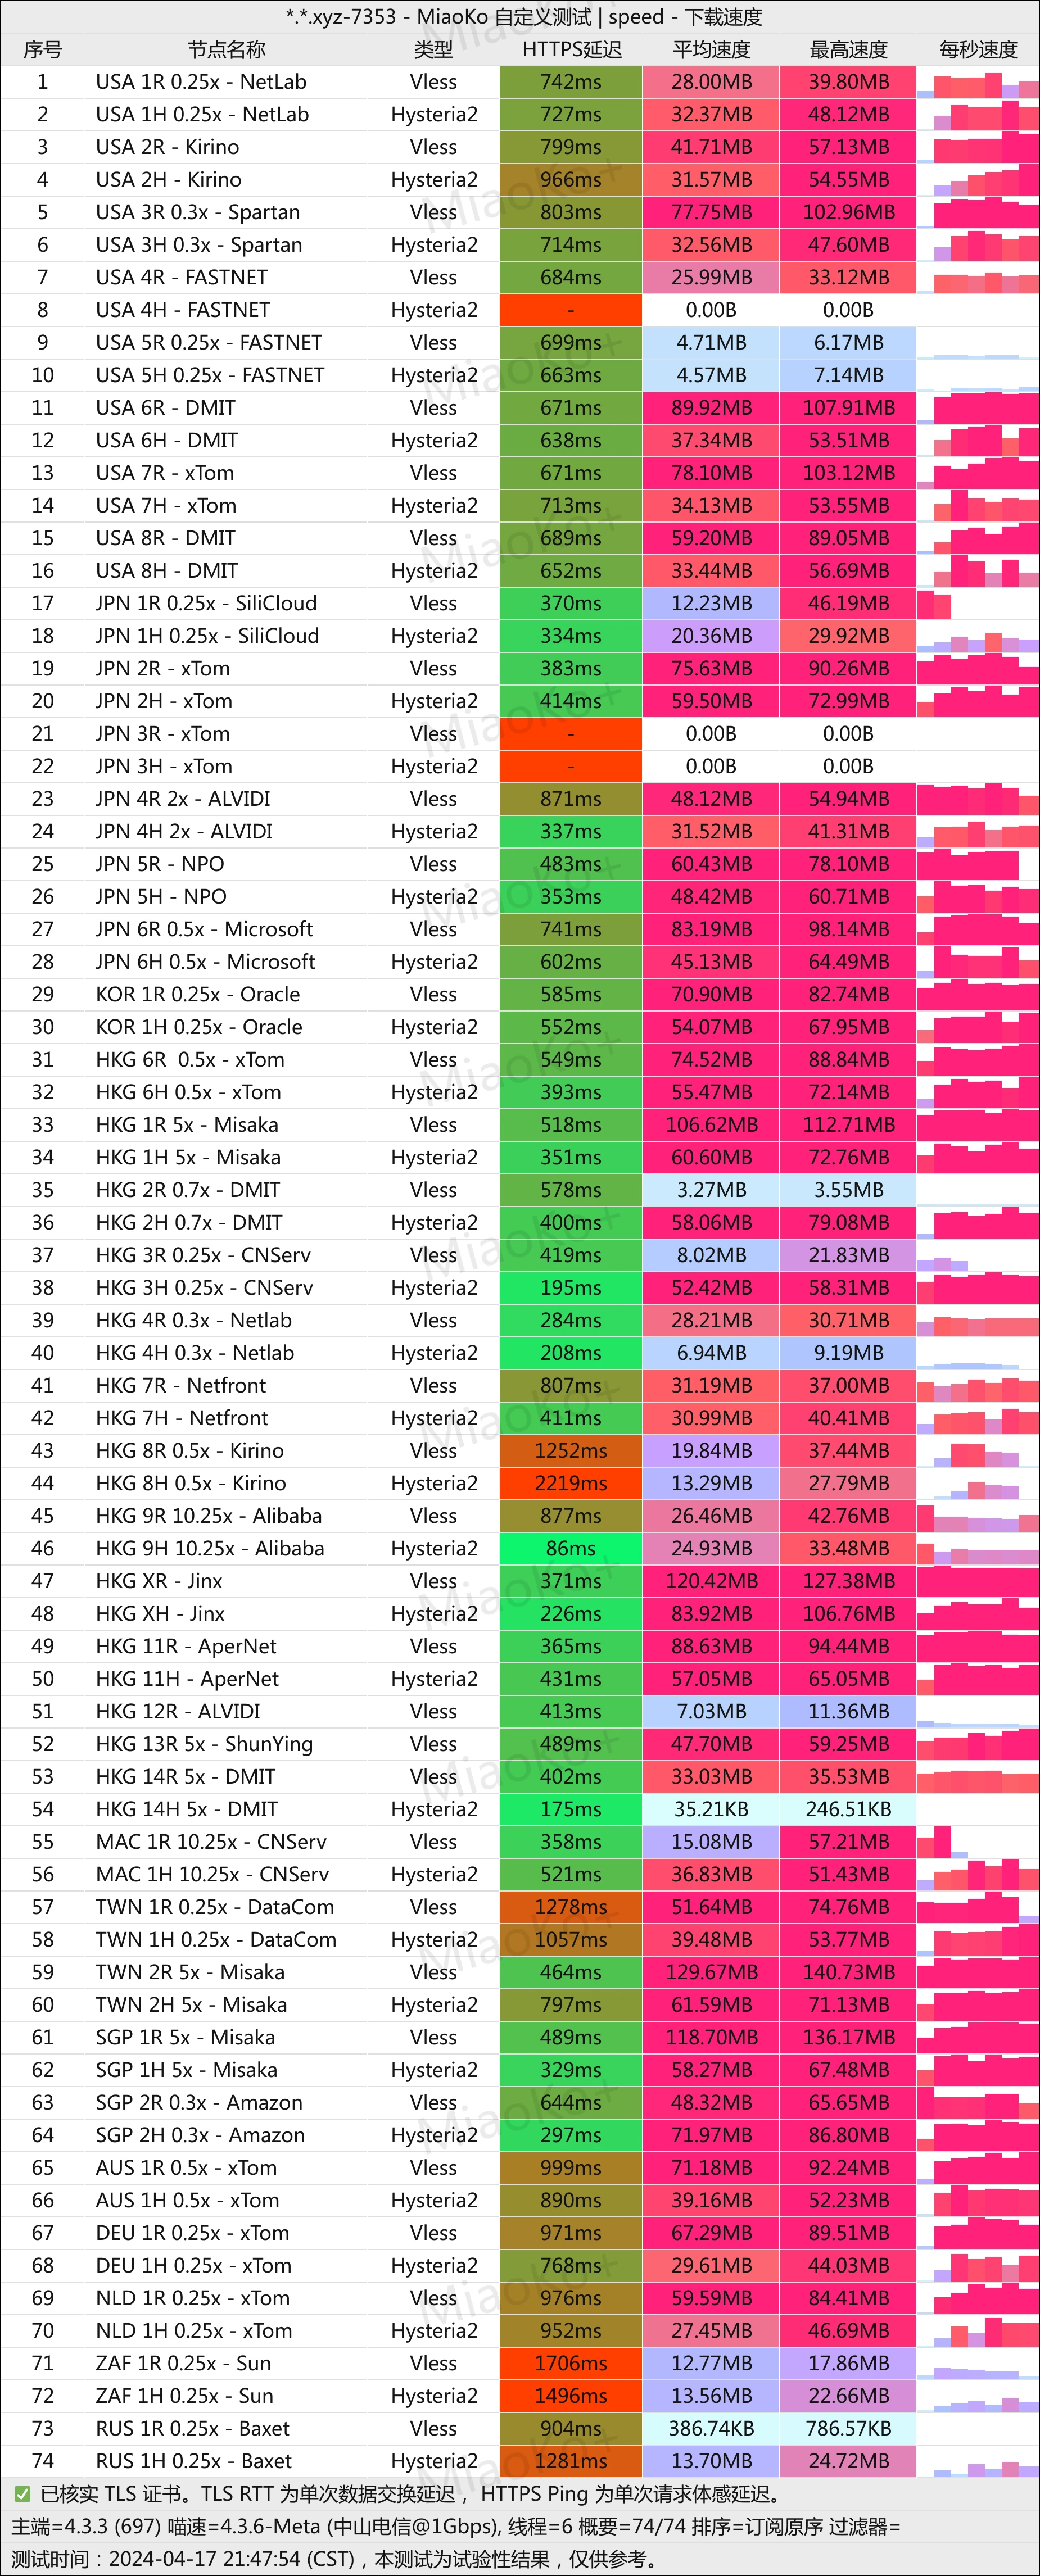 *.*.xyz-7353 - MiaoKo 自定义测试 | speed - 下载速度
序号 节点名称 类型 HTTPS延迟 平均速度 最高速度 每秒速度
1 USA 1R 0.25x - NetLab Vless 742ms 28.00MB 39.80MB
2 USA 1H 0.25x - NetLab Hysteria2 727ms 32.37MB 48.12MB
3 USA 2R - Kirino Vless 799ms 41.71MB 57.13MB
4 USA 2H - Kirino Hysteria2 966ms 31.57MB 54.55MB
5 USA 3R 0.3x - Spartan Vless 803ms 77.75MB 102.96MB
6 USA 3H 0.3x - Spartan Hysteria2 714ms 32.56MB 47.60MB
7 USA 4R - FASTNET Vless 684ms 25.99MB 33.12MB
8 USA 4H - FASTNET Hysteria2 - 0.00B 0.00B
9 USA 5R 0.25x - FASTNET Vless 699ms 4.71MB 6.17MB
10 USA 5H 0.25x - FASTNET Hysteria2 663ms 4.57MB 7.14MB
11 USA 6R - DMIT Vless 671ms 89.92MB 107.91MB
12 USA 6H - DMIT Hysteria2 638ms 37.34MB 53.51MB
13 USA 7R - xTom Vless 671ms 78.10MB 103.12MB
14 USA 7H - xTom Hysteria2 713ms 34.13MB 53.55MB
15 USA 8R - DMIT Vless 689ms 59.20MB 89.05MB
16 USA 8H - DMIT Hysteria2 652ms 33.44MB 56.69MB
17 JPN 1R 0.25x - SiliCloud Vless 370ms 12.23MB 46.19MB
18 JPN 1H 0.25x - SiliCloud Hysteria2 334ms 20.36MB 29.92MB
19 JPN 2R - xTom Vless 383ms 75.63MB 90.26MB
20 JPN 2H - xTom Hysteria2 414ms 59.50MB 72.99MB
21 JPN 3R - xTom Vless - 0.00B 0.00B
22 JPN 3H - xTom Hysteria2 - 0.00B 0.00B
23 JPN 4R 2x - ALVIDI Vless 871ms 48.12MB 54.94MB
24 JPN 4H 2x - ALVIDI Hysteria2 337ms 31.52MB 41.31MB
25 JPN 5R - NPO Vless 483ms 60.43MB 78.10MB
26 JPN 5H - NPO Hysteria2 353ms 48.42MB 60.71MB
27 JPN 6R 0.5x - Microsoft Vless 741ms 83.19MB 98.14MB
28 JPN 6H 0.5x - Microsoft Hysteria2 602ms 45.13MB 64.49MB
29 KOR 1R 0.25x - Oracle Vless 585ms 70.90MB 82.74MB
30 KOR 1H 0.25x - Oracle Hysteria2 552ms 54.07MB 67.95MB
31 HKG 6R  0.5x - xTom Vless 549ms 74.52MB 88.84MB
32 HKG 6H 0.5x - xTom Hysteria2 393ms 55.47MB 72.14MB
33 HKG 1R 5x - Misaka Vless 518ms 106.62MB 112.71MB
34 HKG 1H 5x - Misaka Hysteria2 351ms 60.60MB 72.76MB
35 HKG 2R 0.7x - DMIT Vless 578ms 3.27MB 3.55MB
36 HKG 2H 0.7x - DMIT Hysteria2 400ms 58.06MB 79.08MB
37 HKG 3R 0.25x - CNServ Vless 419ms 8.02MB 21.83MB
38 HKG 3H 0.25x - CNServ Hysteria2 195ms 52.42MB 58.31MB
39 HKG 4R 0.3x - Netlab Vless 284ms 28.21MB 30.71MB
40 HKG 4H 0.3x - Netlab Hysteria2 208ms 6.94MB 9.19MB
41 HKG 7R - Netfront Vless 807ms 31.19MB 37.00MB
42 HKG 7H - Netfront Hysteria2 411ms 30.99MB 40.41MB
43 HKG 8R 0.5x - Kirino Vless 1252ms 19.84MB 37.44MB
44 HKG 8H 0.5x - Kirino Hysteria2 2219ms 13.29MB 27.79MB
45 HKG 9R 10.25x - Alibaba Vless 877ms 26.46MB 42.76MB
46 HKG 9H 10.25x - Alibaba Hysteria2 86ms 24.93MB 33.48MB
47 HKG XR - Jinx Vless 371ms 120.42MB 127.38MB
48 HKG XH - Jinx Hysteria2 226ms 83.92MB 106.76MB
49 HKG 11R - AperNet Vless 365ms 88.63MB 94.44MB
50 HKG 11H - AperNet Hysteria2 431ms 57.05MB 65.05MB
51 HKG 12R - ALVIDI Vless 413ms 7.03MB 11.36MB
52 HKG 13R 5x - ShunYing Vless 489ms 47.70MB 59.25MB
53 HKG 14R 5x - DMIT Vless 402ms 33.03MB 35.53MB
54 HKG 14H 5x - DMIT Hysteria2 175ms 35.21KB 246.51KB
55 MAC 1R 10.25x - CNServ Vless 358ms 15.08MB 57.21MB
56 MAC 1H 10.25x - CNServ Hysteria2 521ms 36.83MB 51.43MB
57 TWN 1R 0.25x - DataCom Vless 1278ms 51.64MB 74.76MB
58 TWN 1H 0.25x - DataCom Hysteria2 1057ms 39.48MB 53.77MB
59 TWN 2R 5x - Misaka Vless 464ms 129.67MB 140.73MB
60 TWN 2H 5x - Misaka Hysteria2 797ms 61.59MB 71.13MB
61 SGP 1R 5x - Misaka Vless 489ms 118.70MB 136.17MB
62 SGP 1H 5x - Misaka Hysteria2 329ms 58.27MB 67.48MB
63 SGP 2R 0.3x - Amazon Vless 644ms 48.32MB 65.65MB
64 SGP 2H 0.3x - Amazon Hysteria2 297ms 71.97MB 86.80MB
65 AUS 1R 0.5x - xTom Vless 999ms 71.18MB 92.24MB
66 AUS 1H 0.5x - xTom Hysteria2 890ms 39.16MB 52.23MB
67 DEU 1R 0.25x - xTom Vless 971ms 67.29MB 89.51MB
68 DEU 1H 0.25x - xTom Hysteria2 768ms 29.61MB 44.03MB
69 NLD 1R 0.25x - xTom Vless 976ms 59.59MB 84.41MB
70 NLD 1H 0.25x - xTom Hysteria2 952ms 27.45MB 46.69MB
71 ZAF 1R 0.25x - Sun Vless 1706ms 12.77MB 17.86MB
72 ZAF 1H 0.25x - Sun Hysteria2 1496ms 13.56MB 22.66MB
73 RUS 1R 0.25x - Baxet Vless 904ms 386.74KB 786.57KB
74 RUS 1H 0.25x - Baxet Hysteria2 1281ms 13.70MB 24.72MB
✅ 已核实 TLS 证书。TLS RTT 为单次数据交换延迟， HTTPS Ping 为单次请求体感延迟。
主端=4.3.3 (697) 喵速=4.3.6-Meta (中山电信@1Gbps), 线程=6 概要=74/74 排序=订阅原序 过滤器=
测试时间：2024-04-17 21:47:54 (CST)，本测试为试验性结果，仅供参考。